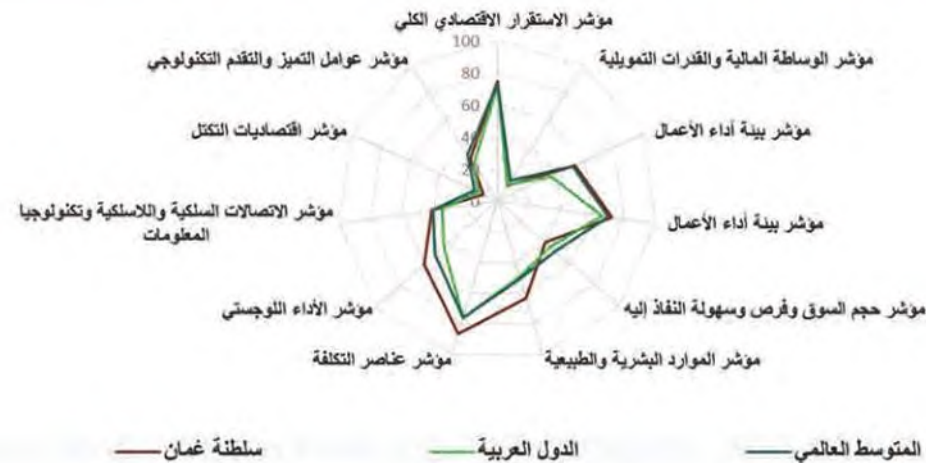 مؤشر الاستقرار الاقتصادي الكلي
100
80
60
40
20
0
مؤشر الوساطة المالية والقدرات التمويلية
مؤشر بيئة أداء الأعمال
مؤشر بيئة أداء الأعمال
مؤشر حجم السوق وفرص وسهولة النفاذ إليه
مؤشر الموارد البشرية والطبيعية
مؤشر عناصر التكلفة
مؤشر الأداء اللوجستي
مؤشر الاتصالات السلكية واللاسلكية وتكنولوجيا
المعلومات
مؤشر اقتصاديات التكتل
مؤشر عوامل التميز والتقدم التكنولوجي
المتوسط العالمي
الدول العربية
سلطنة عمان